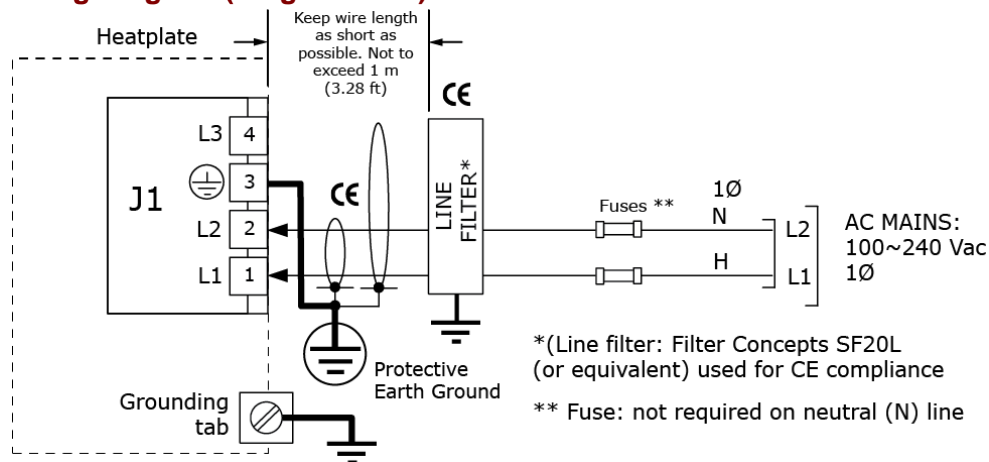 Keep wire length
as short as
possible. Not to
exceed 1 m
(3.28 ft)
Heatplate
CE
L3 4
3
J1
CE
L2 2
L1 1
LINE
FILTER*
Fuses **
1Ø
N
H
L2
L1
AC MAINS:
100~240 Vac
1Ø
Protective
Earth Ground
*(Line filter: Filter Concepts SF20L
(or equivalent) used for CE compliance
** Fuse: not required on neutral (N) line
Grounding
tab